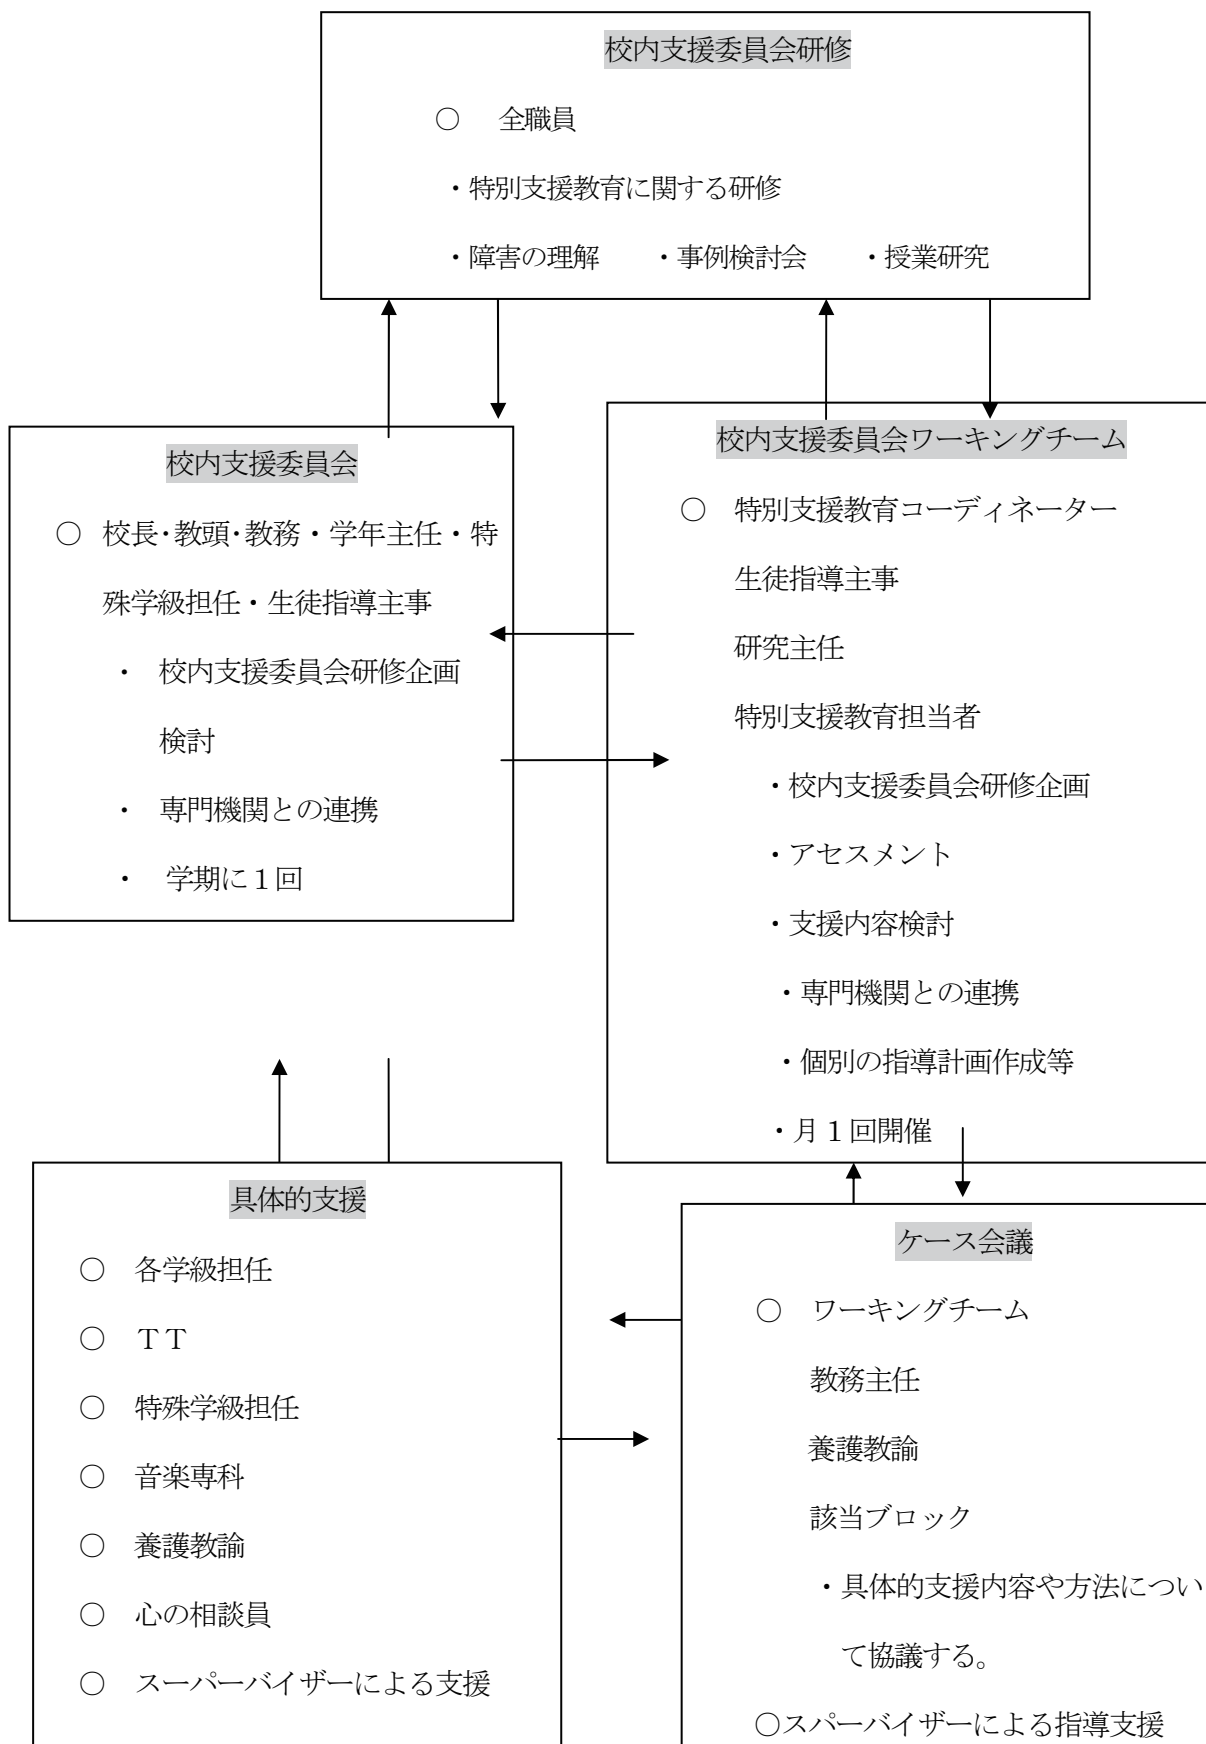 校内支援委員会研修
○　全職員
・特別支援教育に関する研修
・障害の理解　・事例検討会　・授業研究
校内支援委員会
○ 校長・教頭・教務・学年主任・特
殊学級担任・生徒指導主事
・ 校内支援委員会研修企画
検討
・ 専門機関との連携
・ 学期に１回
校内支援委員会ワーキングチーム
○ 特別支援教育コーディネーター
生徒指導主事
研究主任
特別支援教育担当者
・校内支援委員会研修企画
・アセスメント
・支援内容検討
・専門機関との連携
・個別の指導計画作成等
・月１回開催
具体的支援
○ 各学級担任
○ ＴＴ
○ 特殊学級担任
○ 音楽専科
○ 養護教諭
○ 心の相談員
○ スーパーバイザーによる支援
ケース会議
○ ワーキングチーム
教務主任
養護教諭
該当ブロック
・具体的支援内容や方法につい
て協議する。
○スパーバイザーによる指導支援